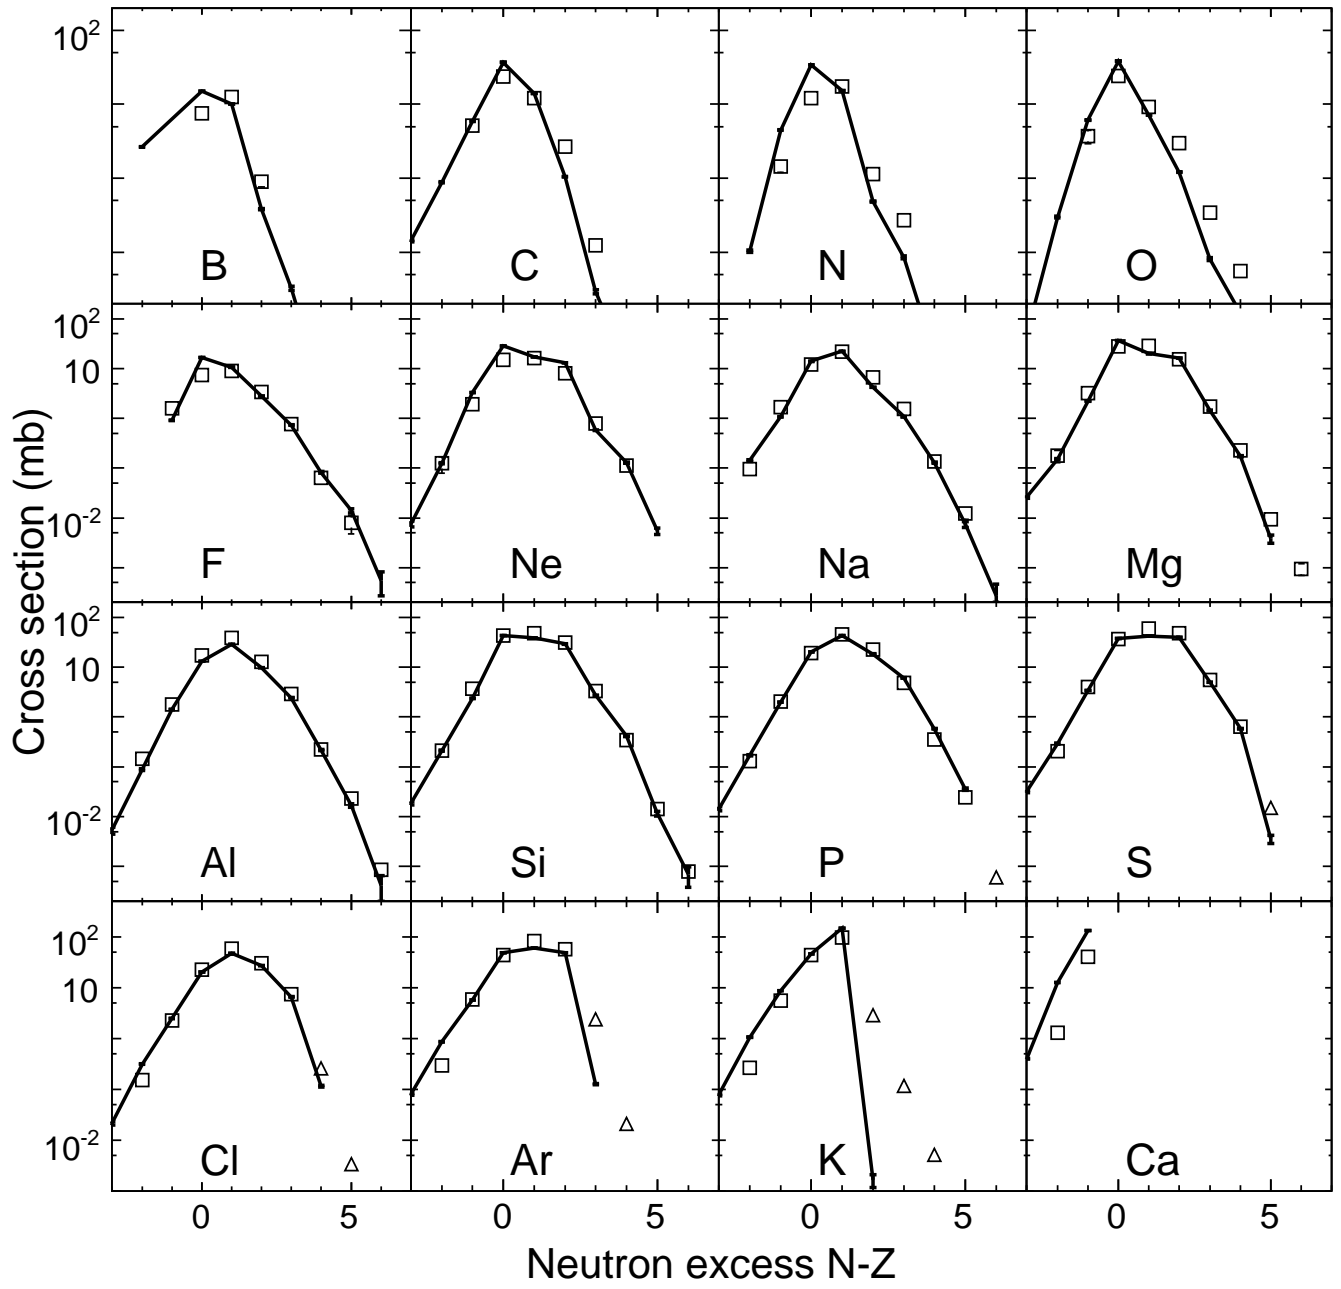 10²
B
C
N
O
10²
10
10⁻²
F
Ne
Na
Mg
Cross section (mb)
10²
10
10⁻²
Al
Si
P
S
10²
10
10⁻²
Cl
Ar
K
Ca
0 5 0 5 0 5 0 5
Neutron excess N-Z